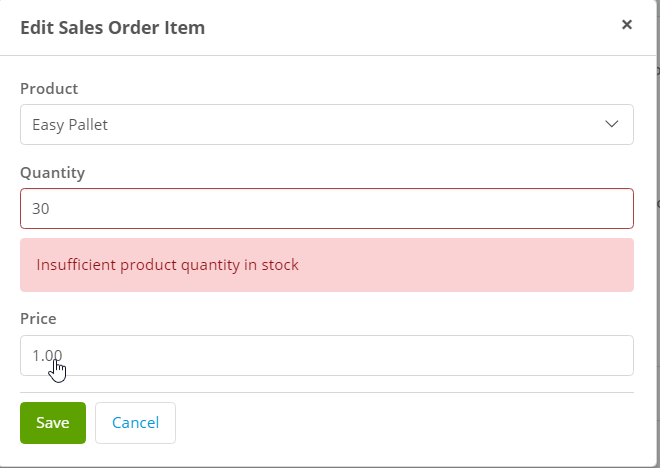 Edit Sales Order Item ×
Product
Easy Pallet
Quantity
30
Insufficient product quantity in stock
Price
1.00
Save Cancel